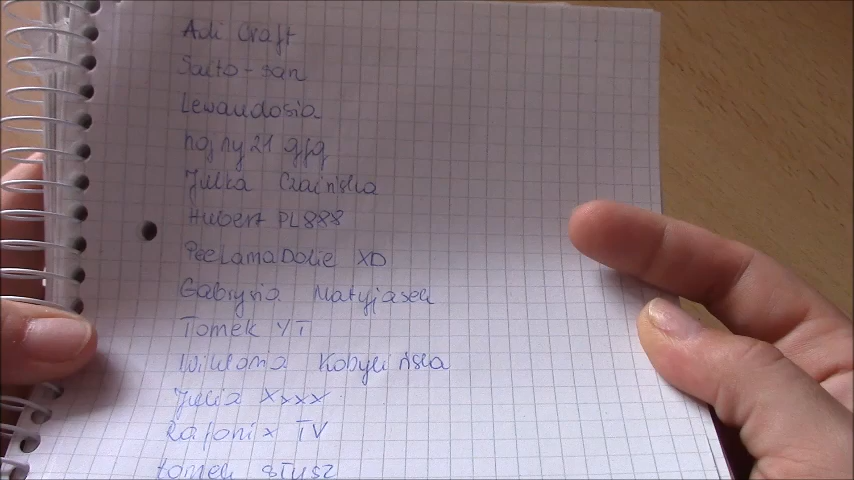 Adi Craft
Saito-san
Lewandosia
Julka Czaińska
Hubert PL888
PeeLamaDolie XD
Gabrysia Matyjasek
Tomek YT
Wiktoria Kobylińska
Julia Xxxx
Rafonix TV
tomek